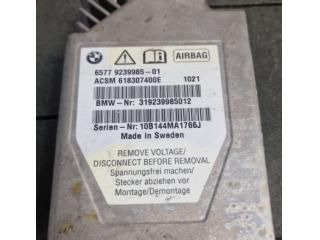 BMW
AIRBAG
6577 9239985-01
ACSM 618307400E 1021
BMW-Nr: 319239985012
Serien-Nr: 10B144MA1766J
Made in Sweden
REMOVE VOLTAGE/
DISCONNECT BEFORE REMOVAL
Spannungsfrei machen/
Stecker abziehen vor
Montage/Demontage